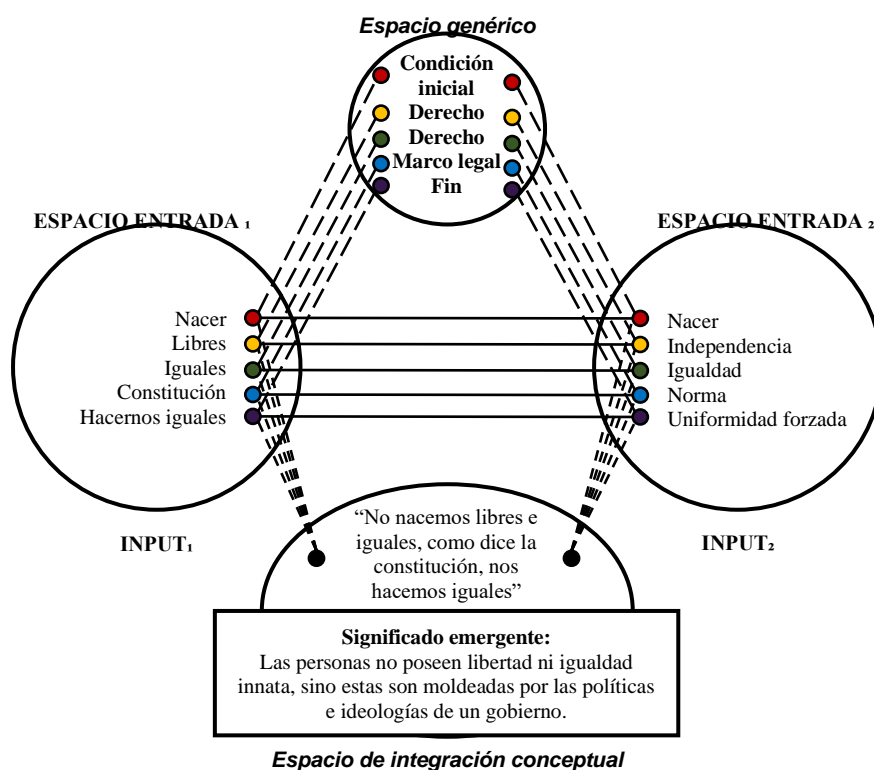 Espacio genérico
Condición
inicial
Derecho
Derecho
Marco legal
Fin
ESPACIO ENTRADA ₁
ESPACIO ENTRADA ₂
Nacer
Libres
Iguales
Constitución
Hacernos iguales
Nacer
Independencia
Igualdad
Norma
Uniformidad forzada
INPUT₁
INPUT₂
“No nacemos libres e
iguales, como dice la
constitución, nos
hacemos iguales”
Significado emergente:
Las personas no poseen libertad ni igualdad
innata, sino estas son moldeadas por las políticas
e ideologías de un gobierno.
Espacio de integración conceptual